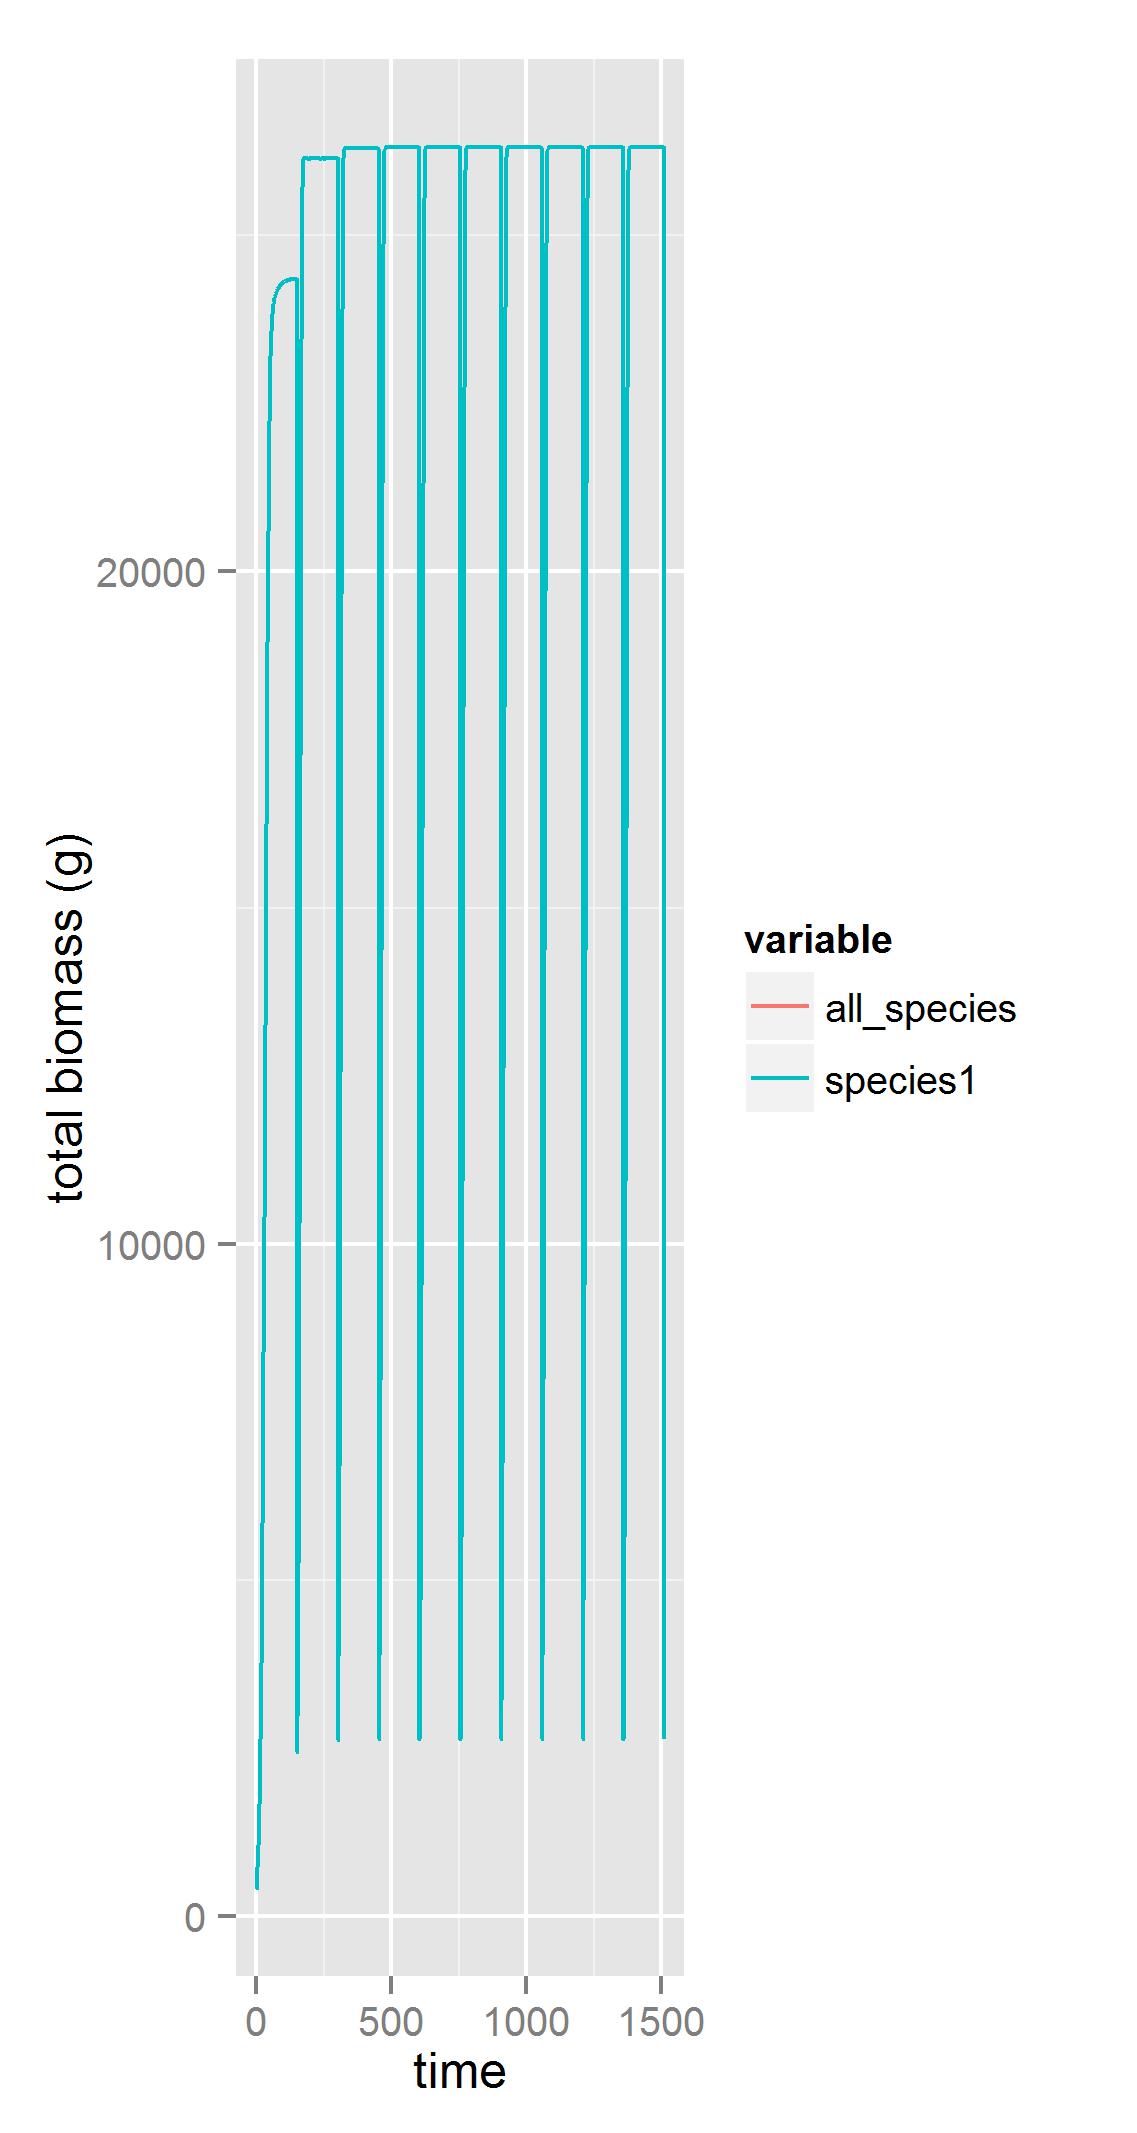 total biomass (g)
20000
10000
0
0 500 1000 1500
time
variable
all_species
species1